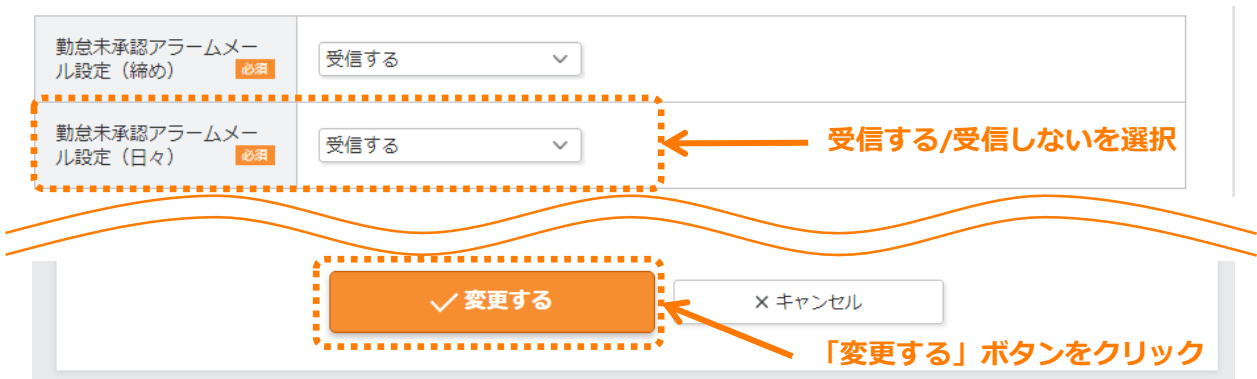 勤怠未承認アラームメー
ル設定（締め） 必須
受信する
勤怠未承認アラームメー
ル設定（日々） 必須
受信する
受信する/受信しないを選択
変更する
キャンセル
「変更する」ボタンをクリック